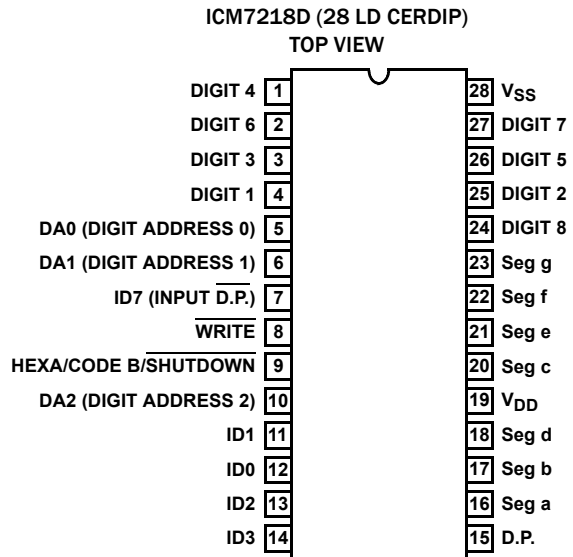 ICM7218D (28 LD CERDIP)
TOP VIEW
DIGIT 4 1
DIGIT 6 2
DIGIT 3 3
DIGIT 1 4
DA0 (DIGIT ADDRESS 0) 5
DA1 (DIGIT ADDRESS 1) 6
ID7 (INPUT D.P.) 7
WRITE 8
HEXA/CODE B/SHUTDOWN 9
DA2 (DIGIT ADDRESS 2) 10
ID1 11
ID0 12
ID2 13
ID3 14
28 VSS
27 DIGIT 7
26 DIGIT 5
25 DIGIT 2
24 DIGIT 8
23 Seg g
22 Seg f
21 Seg e
20 Seg c
19 VDD
18 Seg d
17 Seg b
16 Seg a
15 D.P.